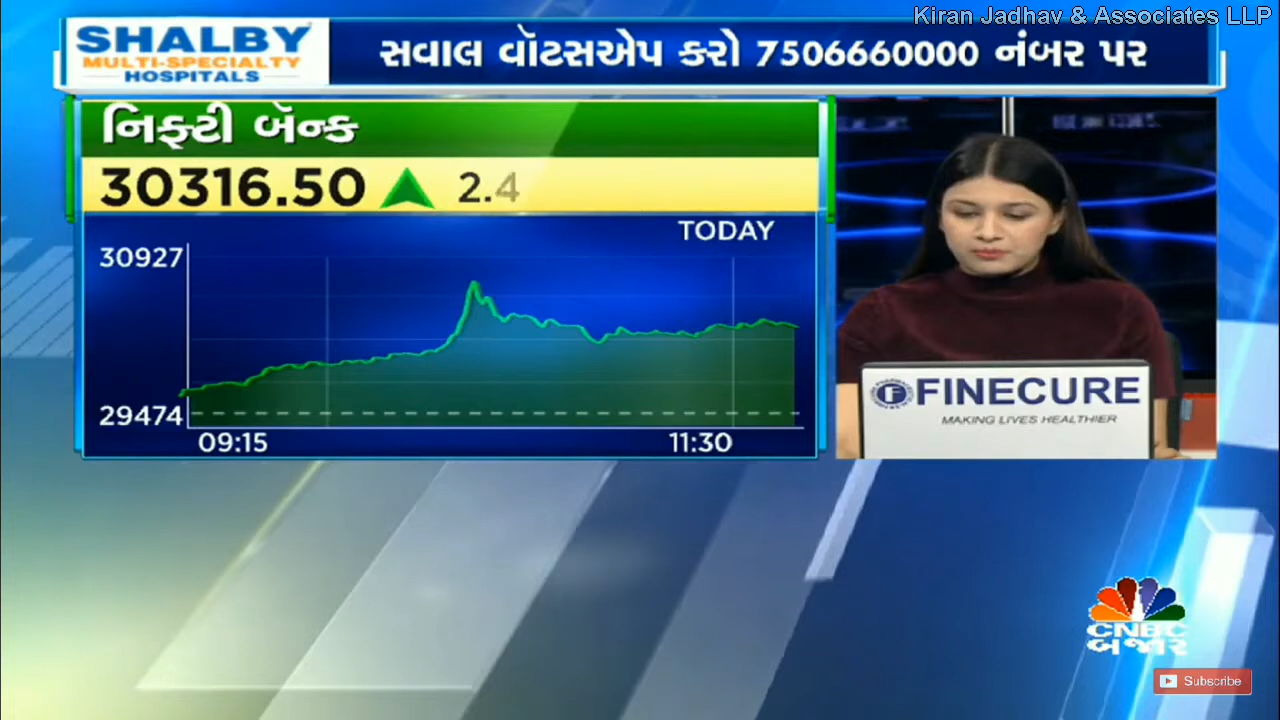 Kiran Jadhav & Associates LLP
SHALBY
MULTI-SPECIALTY
HOSPITALS
સવાલ વૉટસએપ કરો 7506660000 નંબર પર
નિફ્ટી બૅન્ક
30316.50 2.4
TODAY
30927
29474
09:15 11:30
FINECURE
MAKING LIVES HEALTHIER
CNBC
બજાર
Subscribe